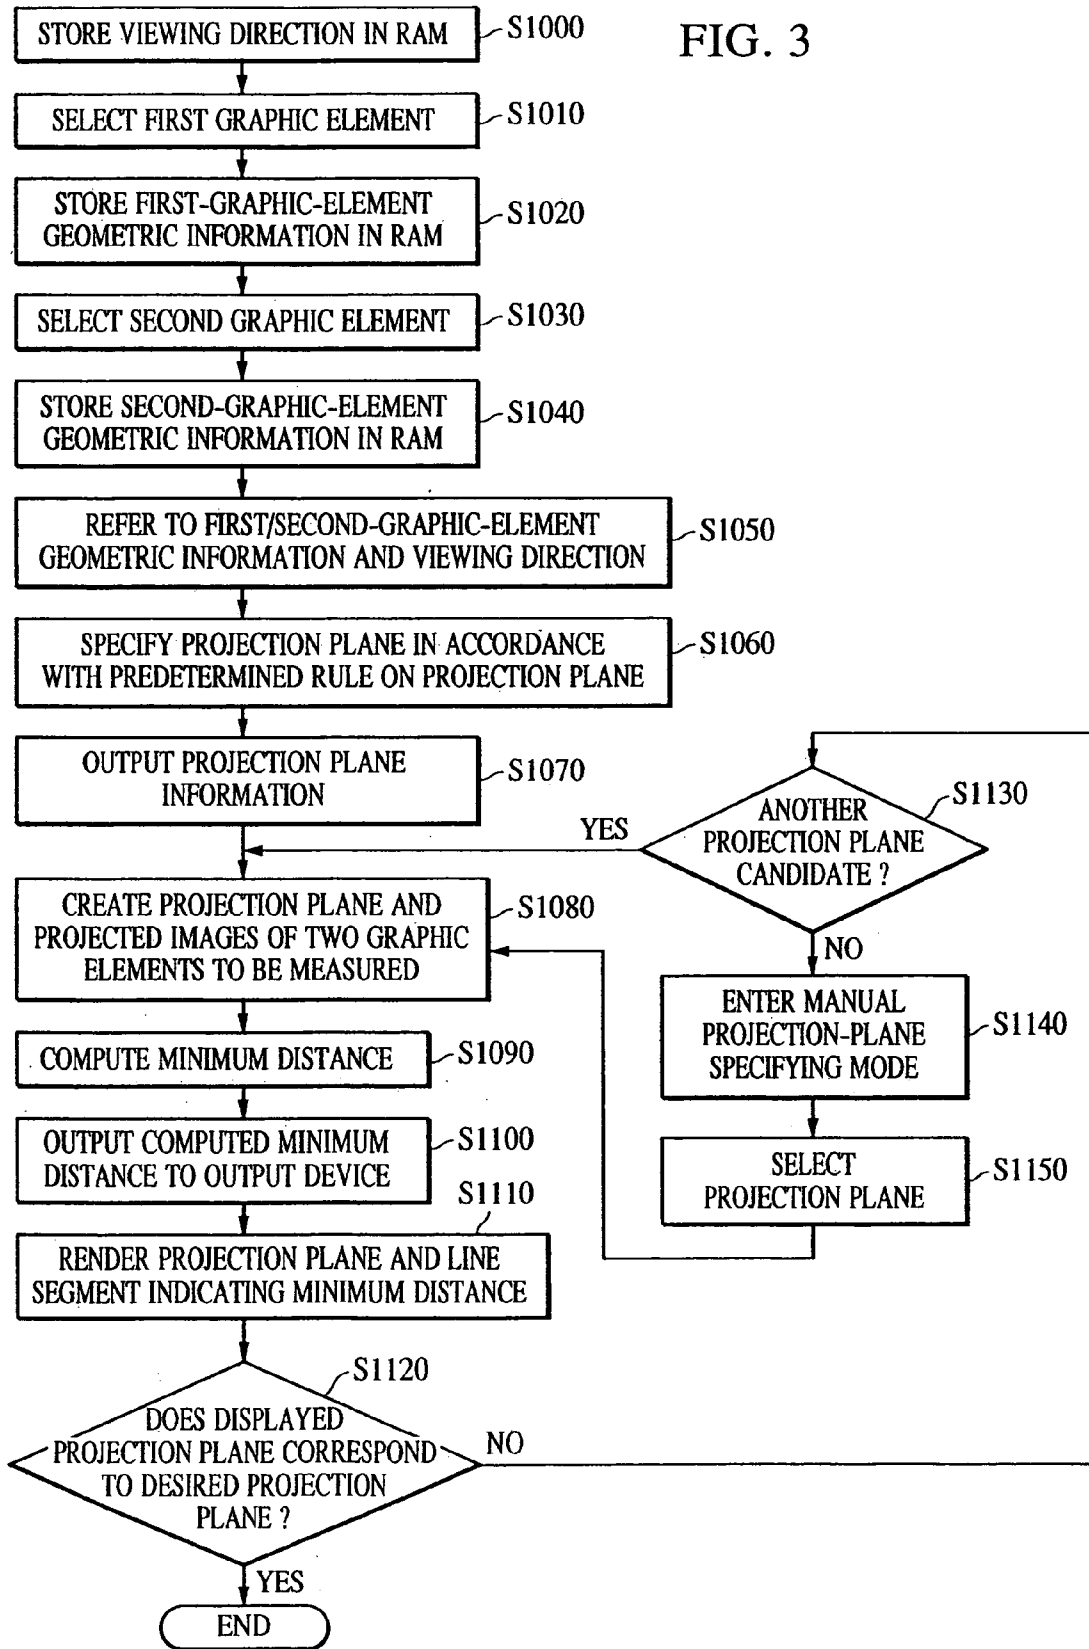 FIG. 3
STORE VIEWING DIRECTION IN RAM
S1000
SELECT FIRST GRAPHIC ELEMENT
S1010
STORE FIRST-GRAPHIC-ELEMENT
GEOMETRIC INFORMATION IN RAM
S1020
SELECT SECOND GRAPHIC ELEMENT
S1030
STORE SECOND-GRAPHIC-ELEMENT
GEOMETRIC INFORMATION IN RAM
S1040
REFER TO FIRST/SECOND-GRAPHIC-ELEMENT
GEOMETRIC INFORMATION AND VIEWING DIRECTION
S1050
SPECIFY PROJECTION PLANE IN ACCORDANCE
WITH PREDETERMINED RULE ON PROJECTION PLANE
S1060
OUTPUT PROJECTION PLANE
INFORMATION
S1070
CREATE PROJECTION PLANE AND
PROJECTED IMAGES OF TWO GRAPHIC
ELEMENTS TO BE MEASURED
S1080
COMPUTE MINIMUM DISTANCE
S1090
OUTPUT COMPUTED MINIMUM
DISTANCE TO OUTPUT DEVICE
S1100
RENDER PROJECTION PLANE AND LINE
SEGMENT INDICATING MINIMUM DISTANCE
S1110
DOES DISPLAYED
PROJECTION PLANE CORRESPOND
TO DESIRED PROJECTION
PLANE ?
S1120
NO
YES
END
ANOTHER
PROJECTION PLANE
CANDIDATE ?
S1130
YES
NO
ENTER MANUAL
PROJECTION-PLANE
SPECIFYING MODE
S1140
SELECT
PROJECTION PLANE
S1150